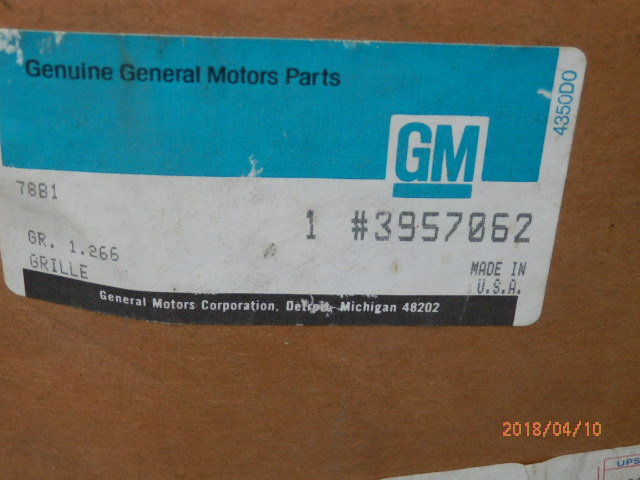 Genuine General Motors Parts
4350D0
GM
78B1
1 #3957062
GR. 1.266
GRILLE
MADE IN
U.S.A.
General Motors Corporation, Detroit, Michigan 48202
2018/04/10
UPS